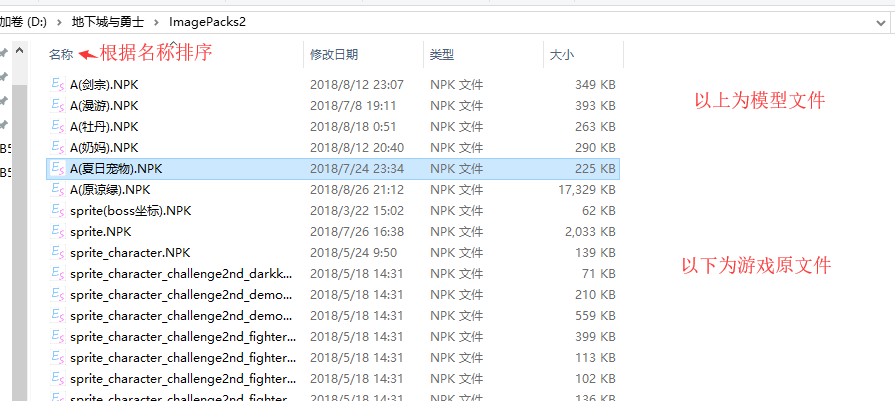 加卷 (D:) > 地下城与勇士 > ImagePacks2
名称 根据名称排序 修改日期 类型 大小
A(剑宗).NPK 2018/8/12 23:07 NPK 文件 349 KB
A(漫游).NPK 2018/7/8 19:11 NPK 文件 393 KB
以上为模型文件
A(牡丹).NPK 2018/8/18 0:51 NPK 文件 263 KB
A(奶妈).NPK 2018/8/12 20:40 NPK 文件 290 KB
B5
A(夏日宠物).NPK 2018/7/24 23:34 NPK 文件 225 KB
B5
A(原谅绿).NPK 2018/8/26 21:12 NPK 文件 17,329 KB
sprite(boss坐标).NPK 2018/3/22 15:02 NPK 文件 62 KB
sprite.NPK 2018/7/26 16:38 NPK 文件 2,033 KB
sprite_character.NPK 2018/5/24 9:50 NPK 文件 139 KB
以下为游戏原文件
sprite_character_challenge2nd_darkk... 2018/5/18 14:31 NPK 文件 71 KB
sprite_character_challenge2nd_demo... 2018/5/18 14:31 NPK 文件 210 KB
sprite_character_challenge2nd_demo... 2018/5/18 14:31 NPK 文件 559 KB
sprite_character_challenge2nd_fighter... 2018/5/18 14:31 NPK 文件 399 KB
sprite_character_challenge2nd_fighter... 2018/5/18 14:31 NPK 文件 113 KB
sprite_character_challenge2nd_fighter... 2018/5/18 14:31 NPK 文件 102 KB
sprite_character_challenge2nd_fighter... 2018/5/18 14:31 NPK 文件 136 KB